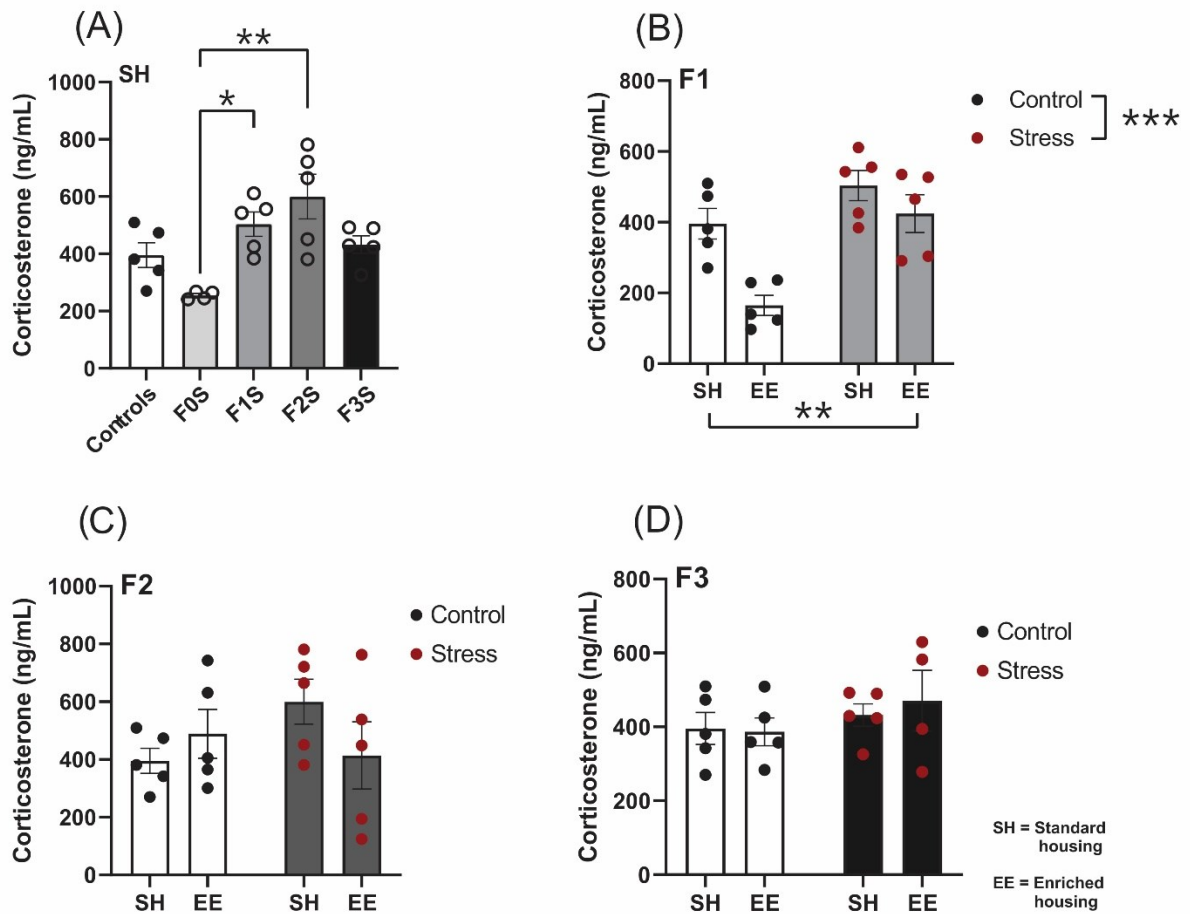 (A)
SH
**
*
Corticosterone (ng/mL)
1000
800
600
400
200
0
Controls
F0S
F1S
F2S
F3S
(B)
F1
Control
Stress
***
Corticosterone (ng/mL)
800
600
400
200
0
SH EE SH EE
**
(C)
F2
Control
Stress
Corticosterone (ng/mL)
1000
800
600
400
200
0
SH EE SH EE
(D)
F3
Control
Stress
Corticosterone (ng/mL)
800
600
400
200
0
SH EE SH EE
SH = Standard
housing
EE = Enriched
housing